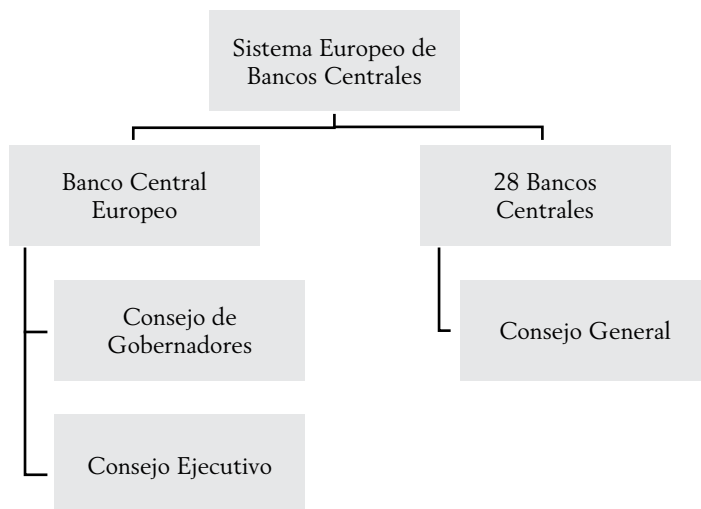 Sistema Europeo de
Bancos Centrales
Banco Central
Europeo
28 Bancos
Centrales
Consejo de
Gobernadores
Consejo General
Consejo Ejecutivo